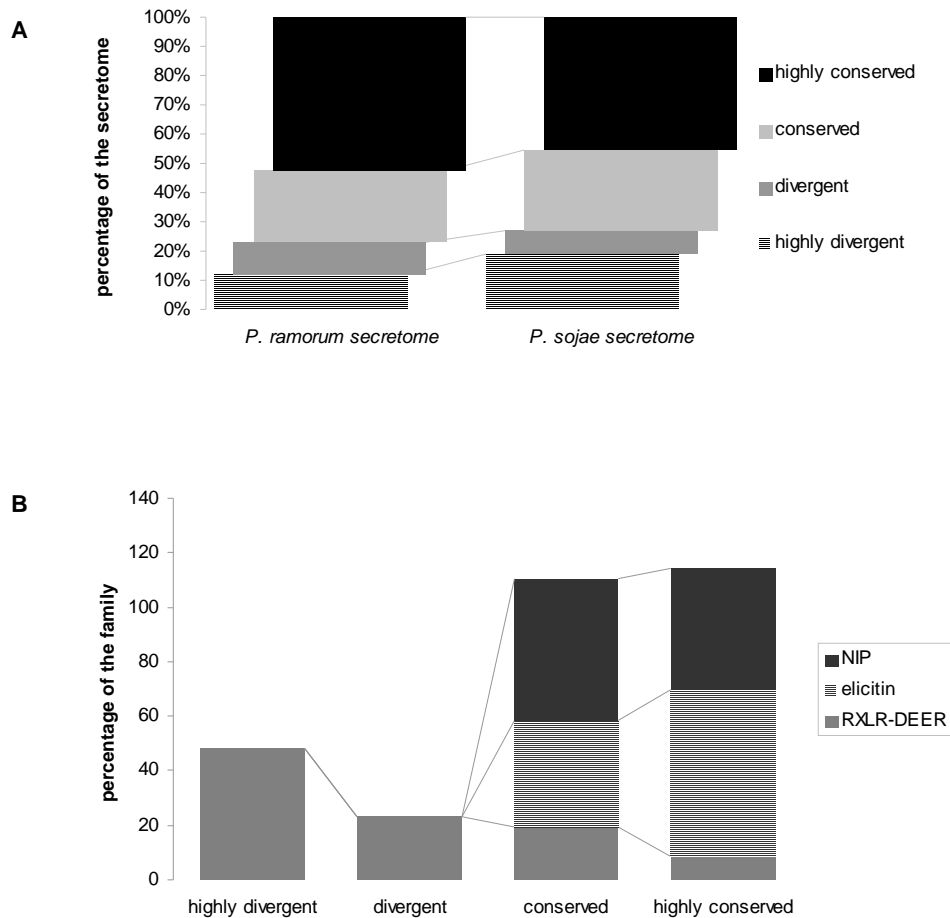 A
percentage of the secretome
100%
90%
80%
70%
60%
50%
40%
30%
20%
10%
0%
P. ramorum secretome
P. sojae secretome
highly conserved
conserved
divergent
highly divergent
B
percentage of the family
140
120
100
80
60
40
20
0
highly divergent
divergent
conserved
highly conserved
NIP
elicitin
RXLR-DEER